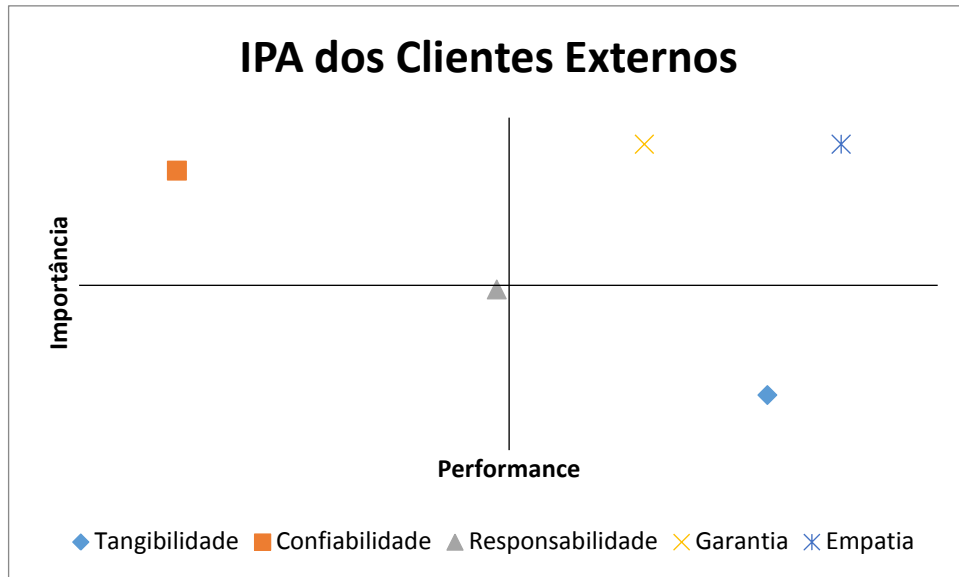 IPA dos Clientes Externos
Importância
Performance
Tangibilidade Confiabilidade Responsabilidade Garantia Empatia